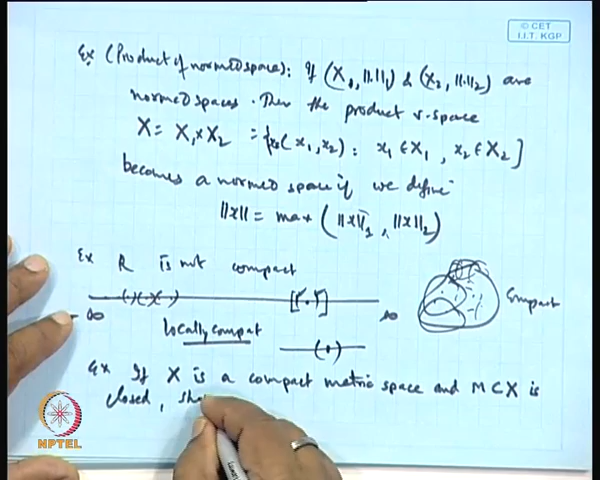 © CET
I.I.T. KGP
Ex (Product of normed space): If (X₁, ||.||₁) & (X₂, ||.||₂) are
normed spaces. Then the product v-space
X = X₁ x X₂ = {x=(x₁, x₂) : x₁ ∈ X₁, x₂ ∈ X₂}
becomes a normed space if we define
||x|| = max (||x||₁, ||x||₂)
Ex R is not compact
( )( )( ) [ . ]
-∞ ∞
Compact
locally compat
( . )
Ex If X is a compact metric space and M ⊂ X is
closed, sho
NPTEL